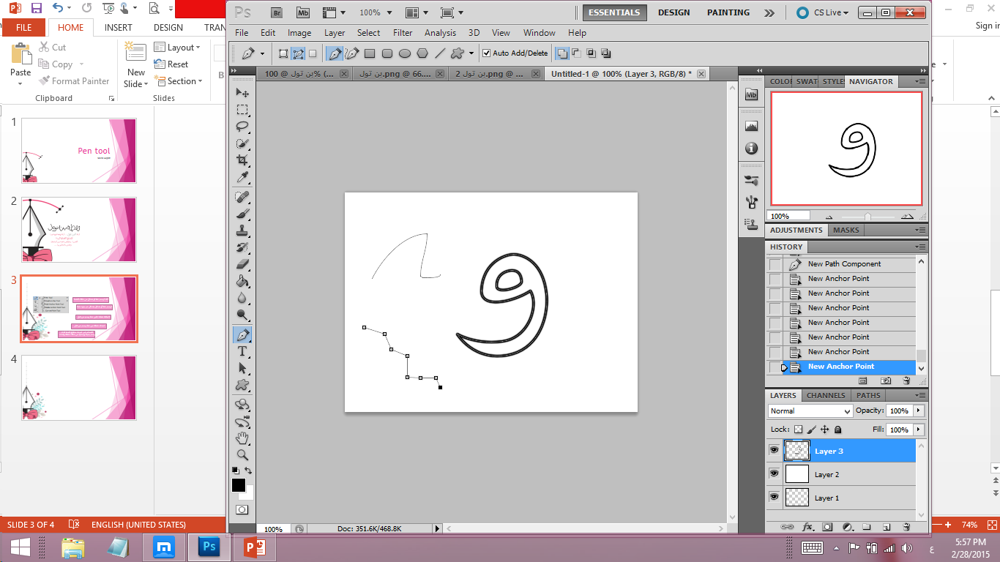 FILE
HOME
INSERT
DESIGN
TRAN
Sign in
Paste
Cut
Copy
Format Painter
New
Slide
Layout
Reset
Section
B
Clipboard
Slides
1
Pen tool
2
3
4
SLIDE 3 OF 4
ENGLISH (UNITED STATES)
74%
Ps
Br
Mb
100%
ESSENTIALS
DESIGN
PAINTING
CS Live
File
Edit
Image
Layer
Select
Filter
Analysis
3D
View
Window
Help
Auto Add/Delete
بن تول @ 100% (...
بن تول.png @ 66....
بن تول 2.png @ ...
Untitled-1 @ 100% (Layer 3, RGB/8) *
و
T
Mb
COLOI
SWAT
STYLE
NAVIGATOR
و
100%
ADJUSTMENTS
MASKS
HISTORY
New Path Component
New Anchor Point
New Anchor Point
New Anchor Point
New Anchor Point
New Anchor Point
New Anchor Point
New Anchor Point
LAYERS
CHANNELS
PATHS
Normal
Opacity: 100%
Lock:
Fill: 100%
Layer 3
Layer 2
Layer 1
fx
100%
Doc: 351.6K/468.8K
Ps
P
ع
5:57 PM
2/28/2015